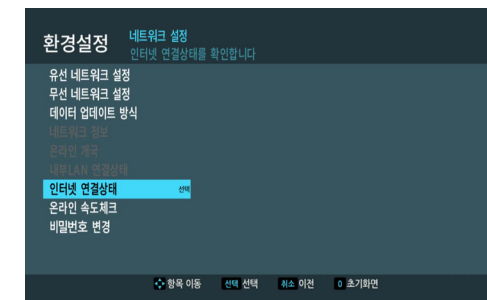 환경설정
네트워크 설정
인터넷 연결상태를 확인합니다
유선 네트워크 설정
무선 네트워크 설정
데이터 업데이트 방식
네트워크 정보
온라인 개국
내부LAN 연결상태
인터넷 연결상태 선택
온라인 속도체크
비밀번호 변경
항목 이동 선택 선택 취소 이전 0 초기화면